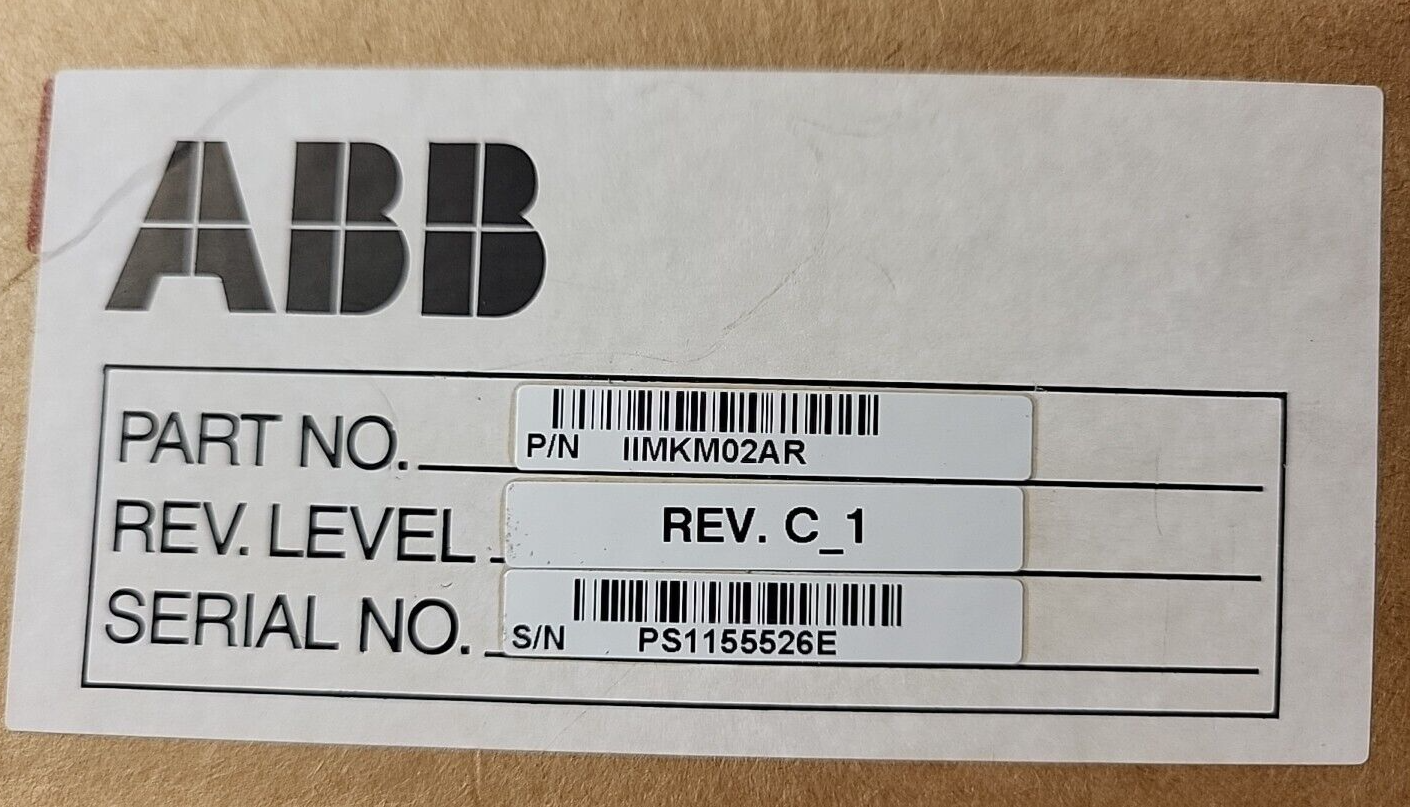 ABB
PART NO. P/N IIMKM02AR
REV. LEVEL REV. C_1
SERIAL NO. S/N PS1155526E